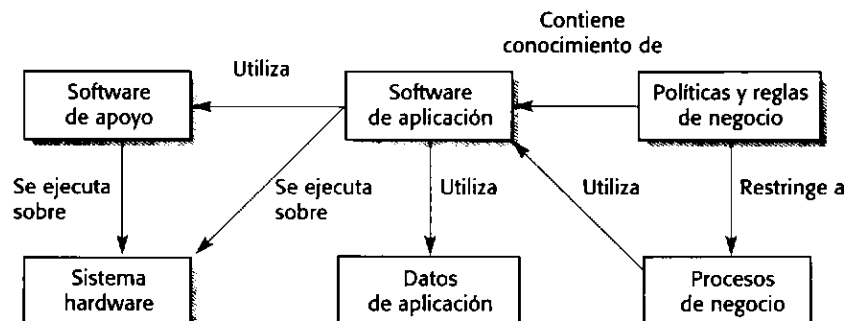 Contiene
conocimiento de
Utiliza
Software
de apoyo
Software
de aplicación
Políticas y reglas
de negocio
Se ejecuta
sobre
Se ejecuta
sobre
Utiliza
Utiliza
Restringe a
Sistema
hardware
Datos
de aplicación
Procesos
de negocio